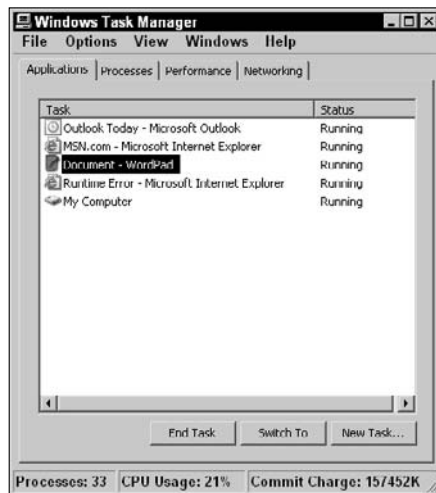 Windows Task Manager
File Options View Windows Help
Applications Processes Performance Networking
Task Status
Outlook Today - Microsoft Outlook Running
MSN.com - Microsoft Internet Explorer Running
Document - WordPad Running
Runtime Error - Microsoft Internet Explorer Running
My Computer Running
End Task Switch To New Task...
Processes: 33 CPU Usage: 21% Commit Charge: 157452K